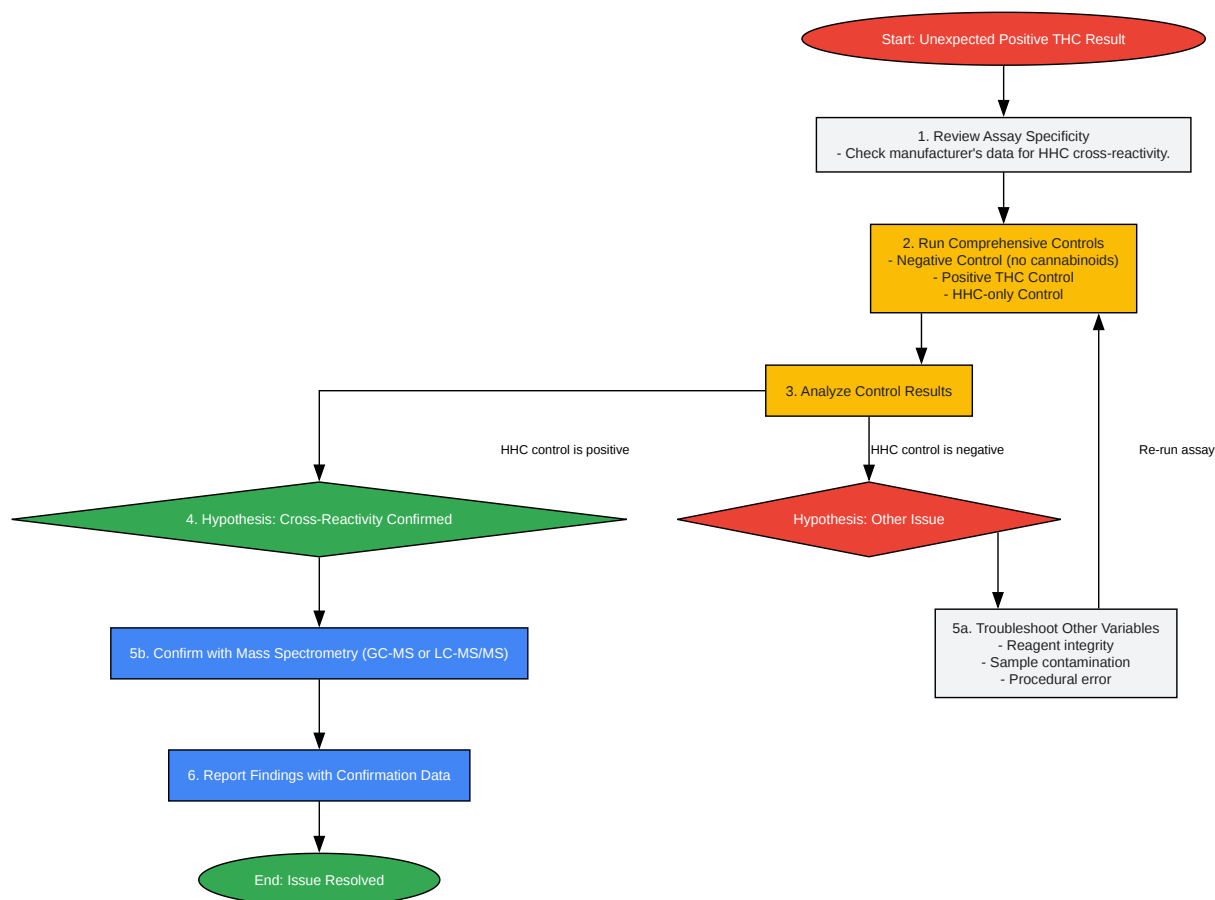 Start: Unexpected Positive THC Result
1. Review Assay Specificity
- Check manufacturer's data for HHC cross-reactivity.
2. Run Comprehensive Controls
- Negative Control (no cannabinoids)
- Positive THC Control
- HHC-only Control
3. Analyze Control Results
HHC control is positive
HHC control is negative
Re-run assay
4. Hypothesis: Cross-Reactivity Confirmed
Hypothesis: Other Issue
5a. Troubleshoot Other Variables
- Reagent integrity
- Sample contamination
- Procedural error
5b. Confirm with Mass Spectrometry (GC-MS or LC-MS/MS)
6. Report Findings with Confirmation Data
End: Issue Resolved